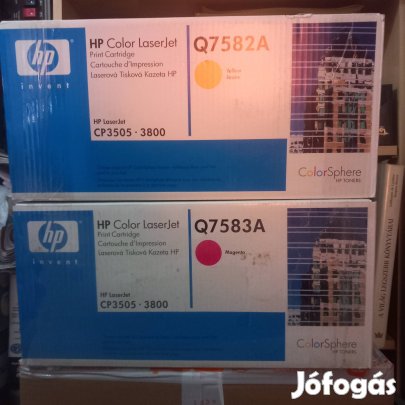 hp
invent
HP Color LaserJet
Print Cartridge
Cartouche d'Impression
Laserová Tisková Kazeta HP
HP LaserJet
CP3505 · 3800
Q7582A
Yellow
ColorSphere
HP TONERS
hp
invent
HP Color LaserJet
Print Cartridge
Cartouche d'Impression
Laserová Tisková Kazeta HP
HP LaserJet
CP3505 · 3800
Q7583A
Magenta
ColorSphere
HP TONERS
Jófogás